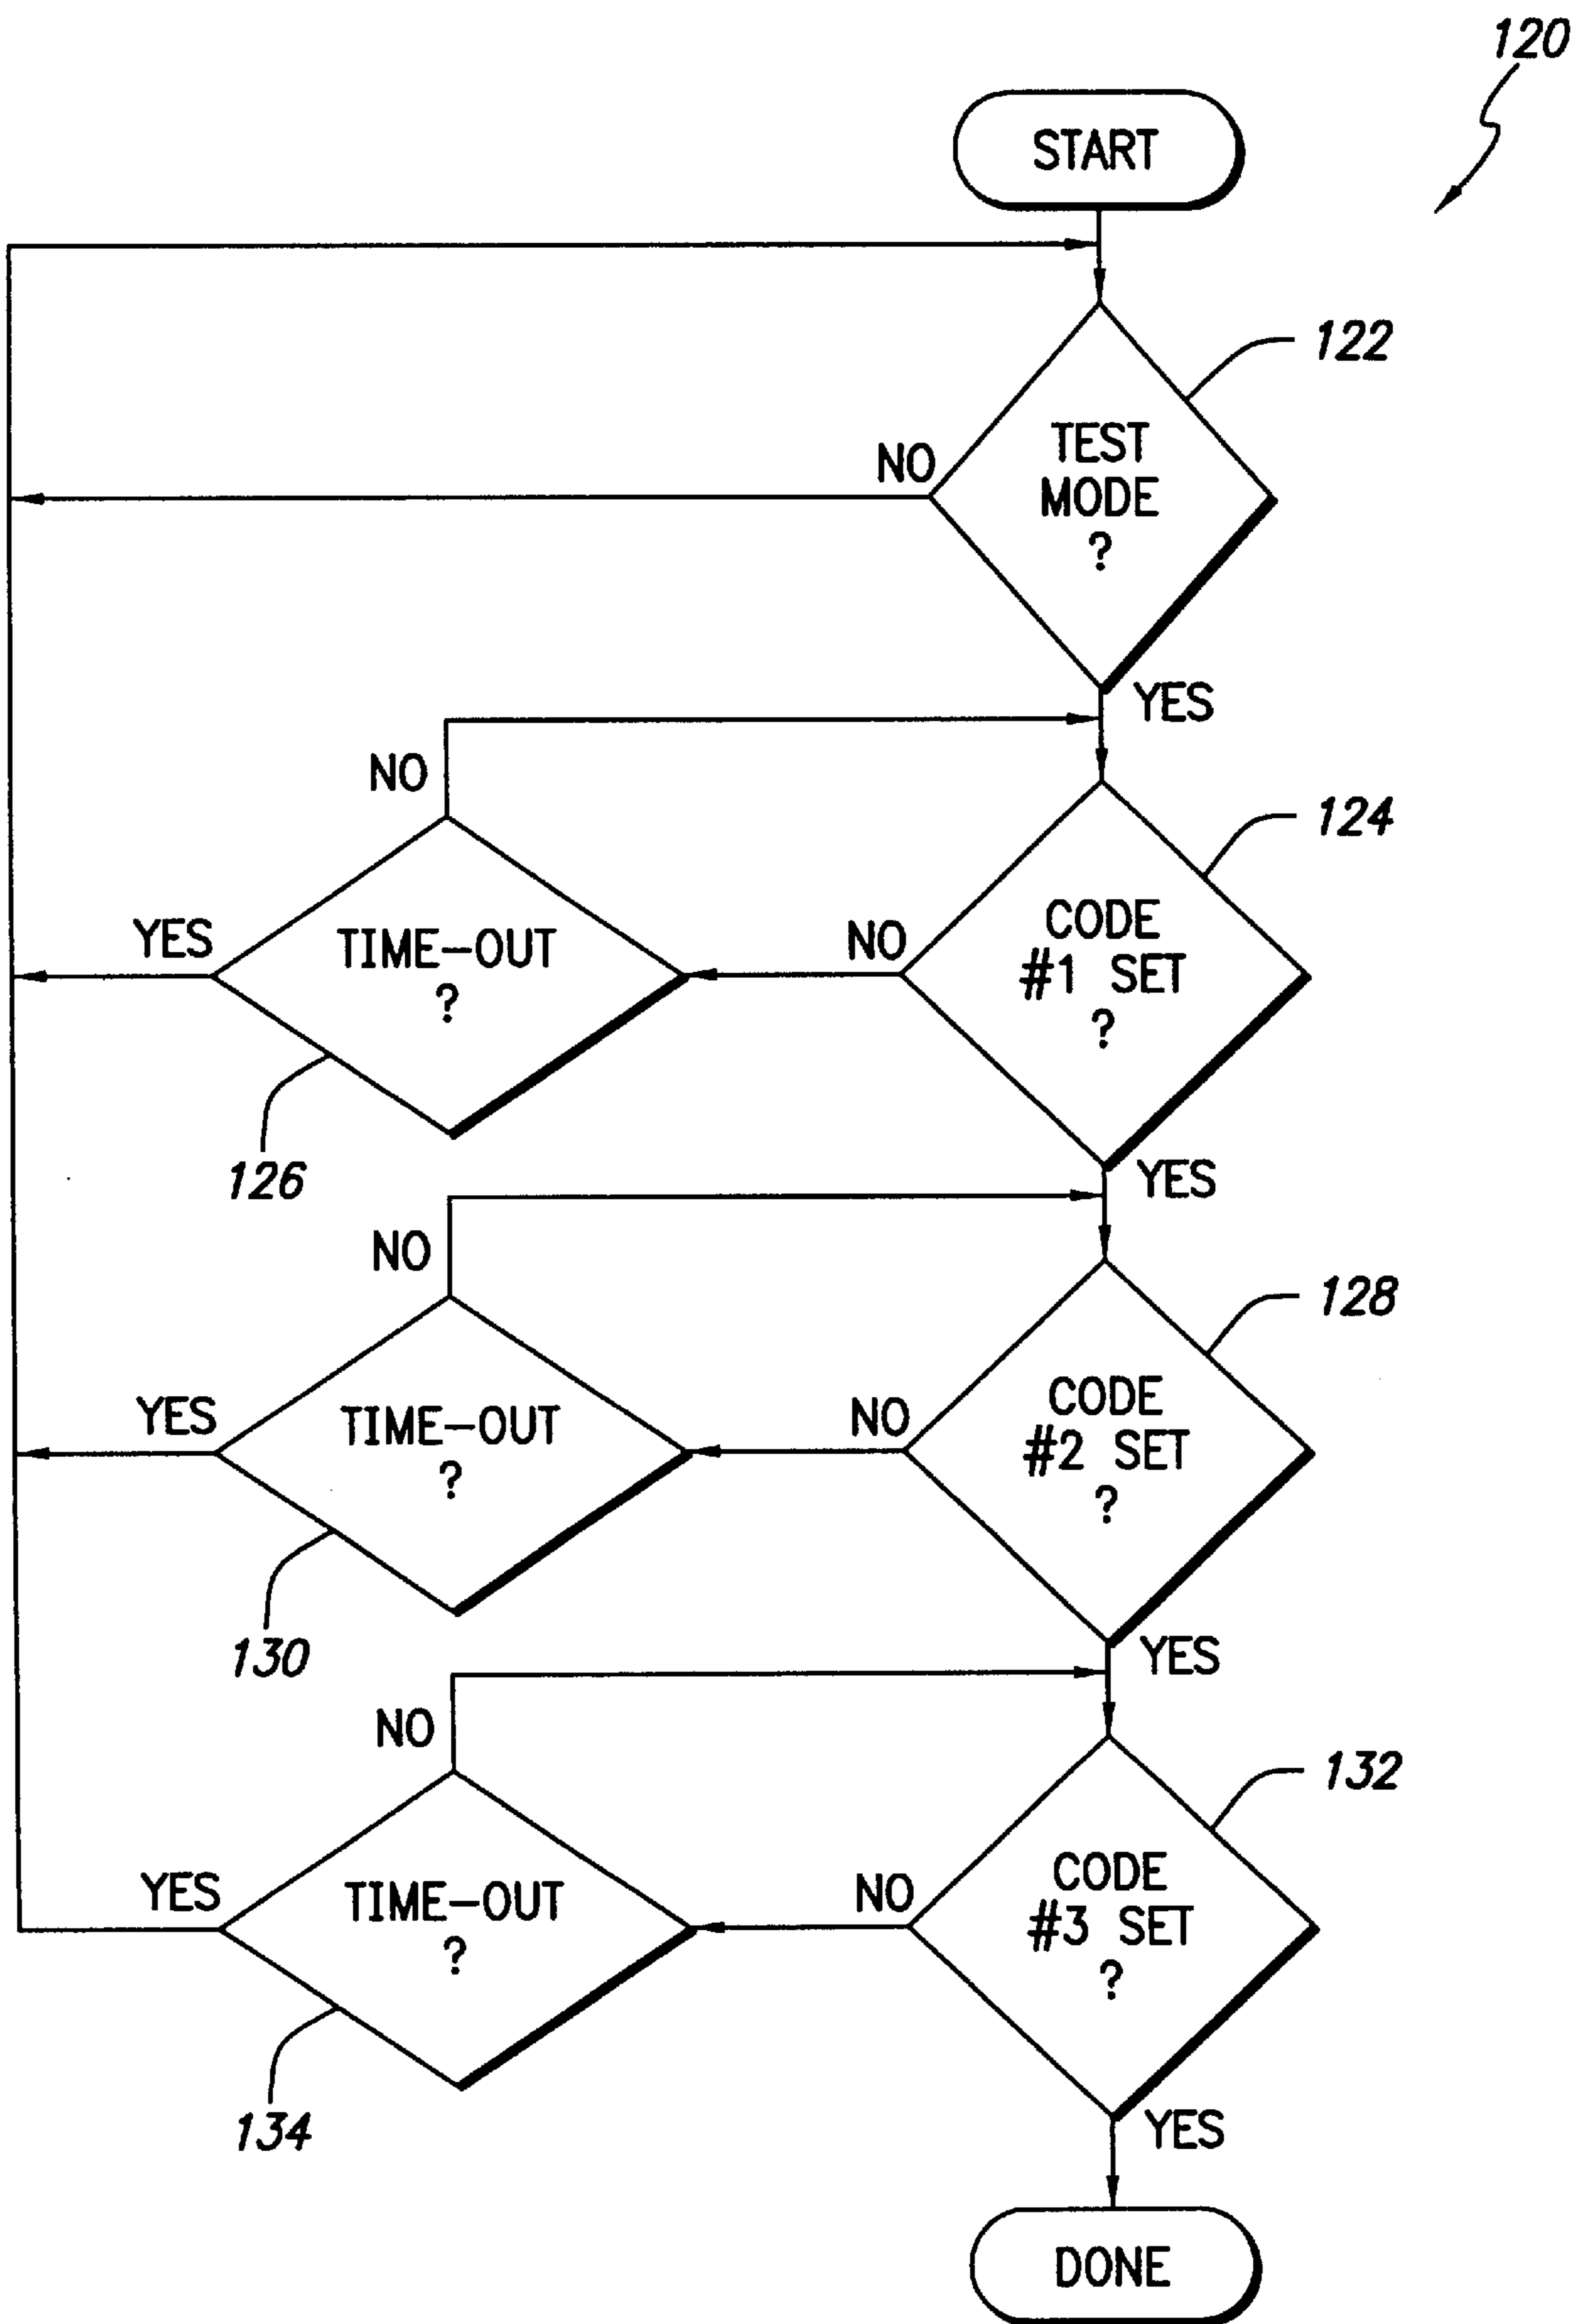 120
START
122
NO
TEST
MODE
?
YES
NO
124
YES
TIME-OUT
?
NO
CODE
#1 SET
?
126
YES
NO
128
YES
TIME-OUT
?
NO
CODE
#2 SET
?
130
YES
NO
132
YES
TIME-OUT
?
NO
CODE
#3 SET
?
134
YES
DONE